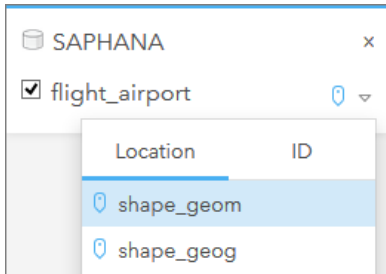 SAPHANA ×
flight_airport
Location ID
shape_geom
shape_geog